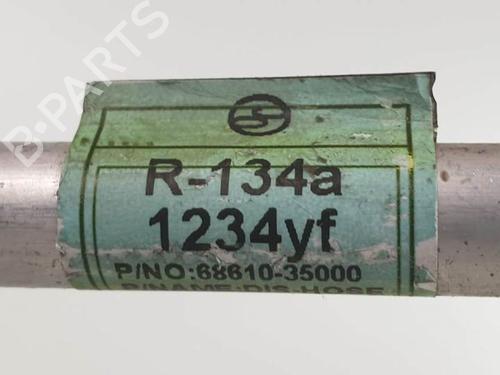 B-PARTS
R-134a
1234yf
P/NO:68610-35000
P/NAME:DIS-HOSE